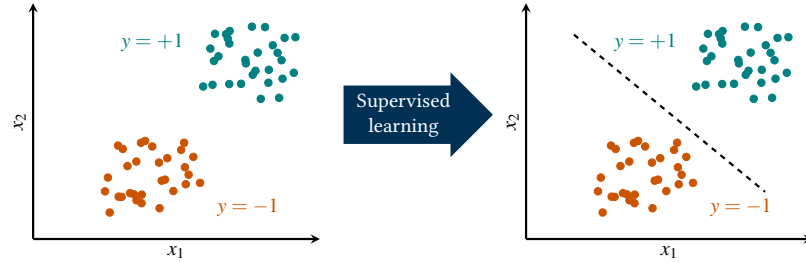 y = +1
x₂
y = −1
x₁
Supervised
learning
y = +1
x₂
y = −1
x₁